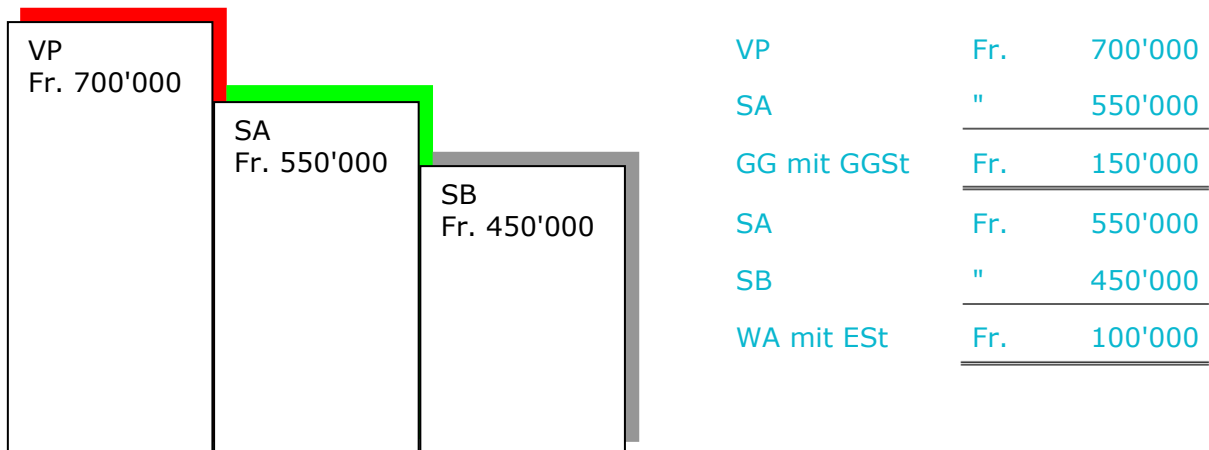 VP
Fr. 700'000
SA
Fr. 550'000
SB
Fr. 450'000
VP Fr. 700'000
SA " 550'000
GG mit GGSt Fr. 150'000
SA Fr. 550'000
SB " 450'000
WA mit ESt Fr. 100'000